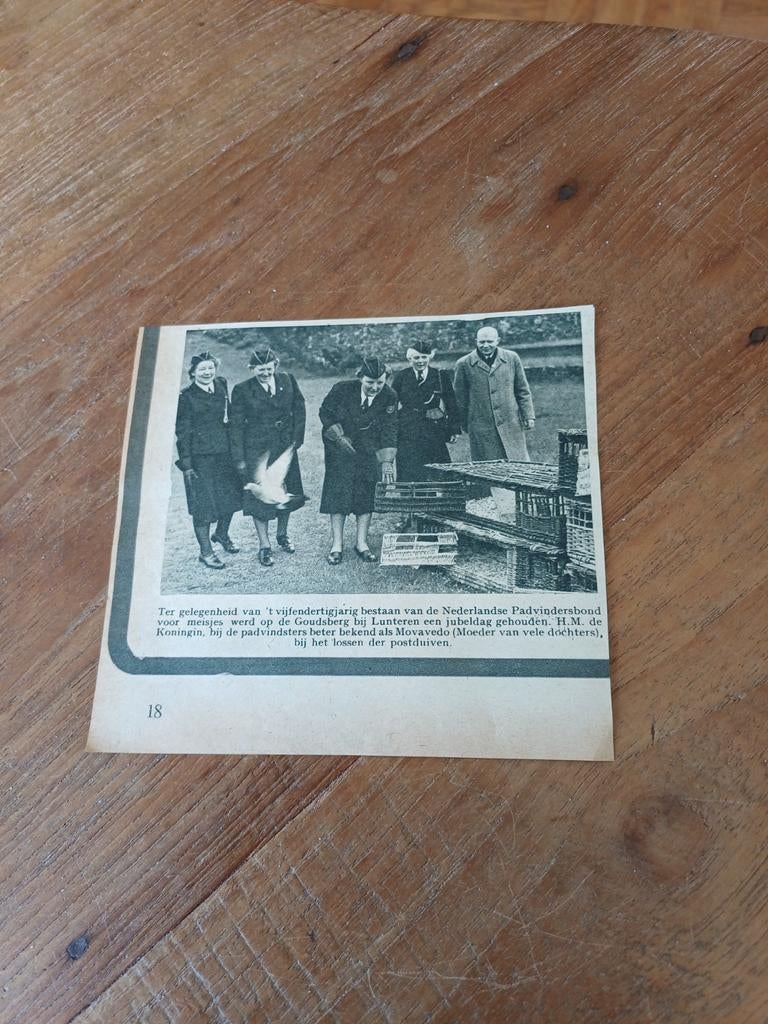 Ter gelegenheid van 't vijfendertigjarig bestaan van de Nederlandse Padvindersbond
voor meisjes werd op de Goudsberg bij Lunteren een jubeldag gehouden. H.M. de
Koningin, bij de padvindsters beter bekend als Movavedo (Moeder van vele dochters),
bij het lossen der postduiven.
18